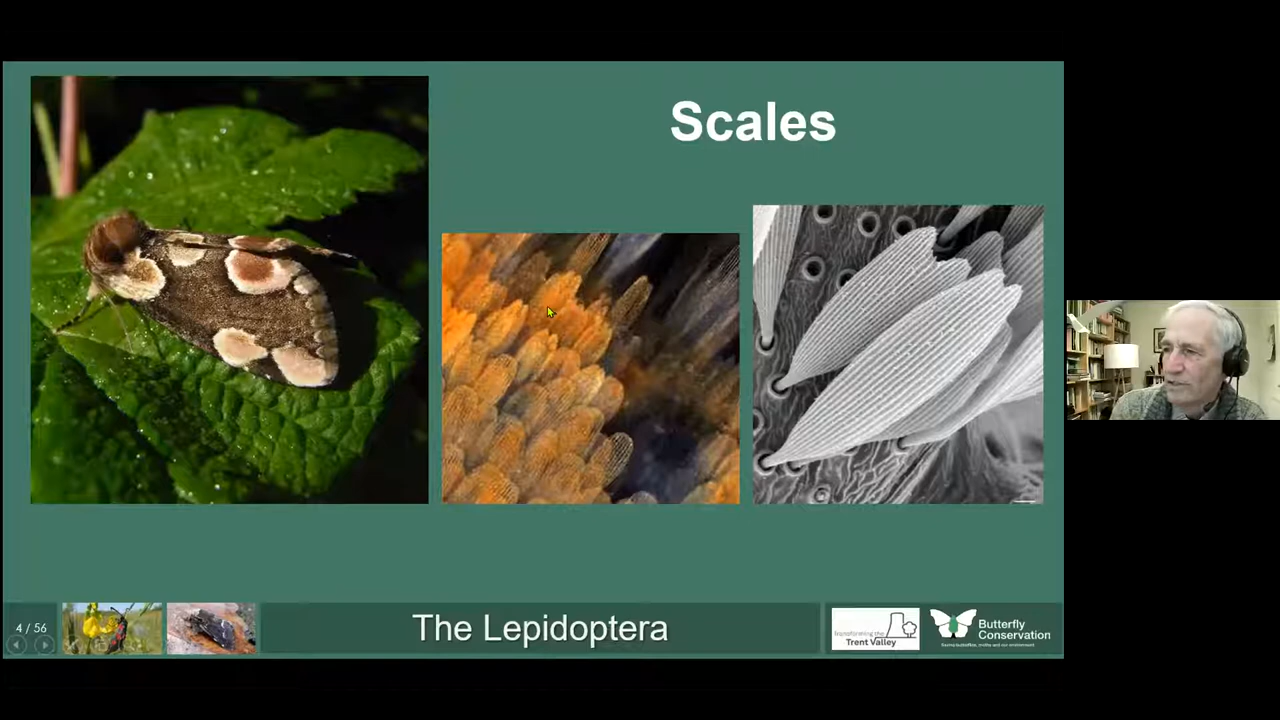 Scales
4 / 56
The Lepidoptera
Transforming the
Trent Valley
Butterfly
Conservation